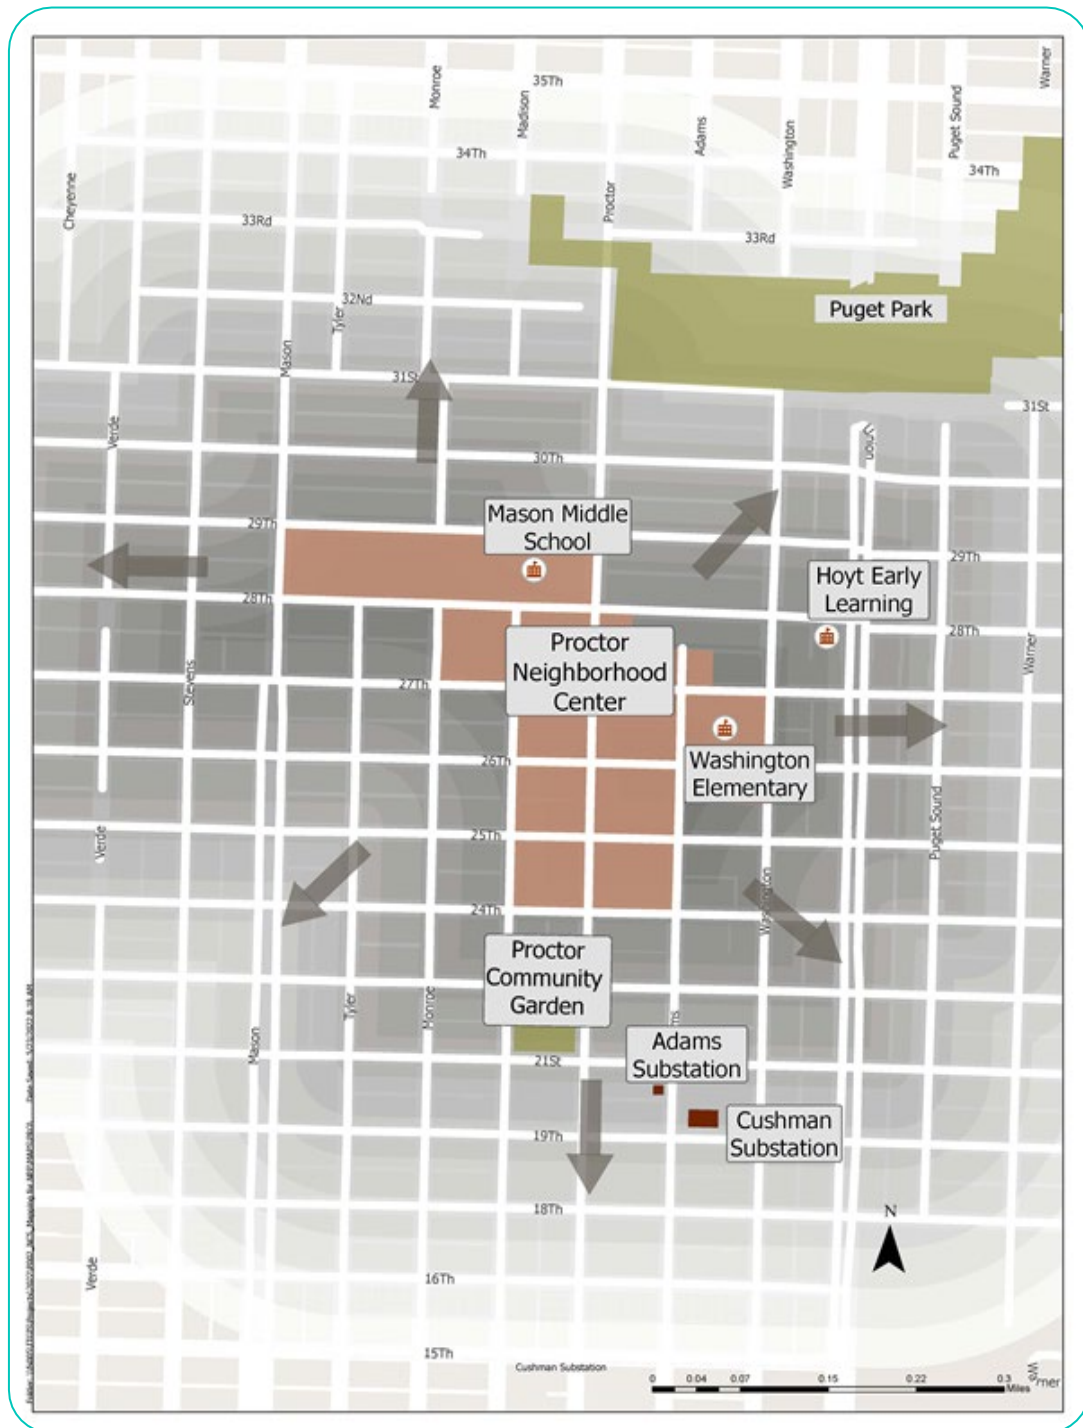 35Th
Warner
Monroe
Madison
Puget Sound
Adams
Washington
34Th
34Th
Cheyenne
Proctor
33Rd
33Rd
32Nd
Tyler
Puget Park
Mason
31St
31St
Verde
Union
30Th
Mason Middle
School
29Th
29Th
Hoyt Early
Learning
28Th
28Th
Proctor
Neighborhood
Center
Warner
Stevens
27Th
Washington
Elementary
26Th
Puget Sound
25Th
Verde
Washington
24Th
Proctor
Community
Garden
Tyler
Monroe
Mason
ms
Adams
Substation
21St
Cushman
Substation
19Th
18Th
N
Verde
16Th
15Th
Cushman Substation
Warner
0 0.04 0.07 0.15 0.22 0.3
Miles